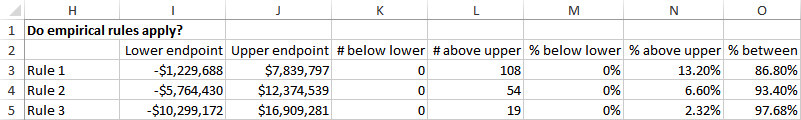 H I J K L M N O
1 Do empirical rules apply?
2 Lower endpoint Upper endpoint # below lower # above upper % below lower % above upper % between
3 Rule 1 -$1,229,688 $7,839,797 0 108 0% 13.20% 86.80%
4 Rule 2 -$5,764,430 $12,374,539 0 54 0% 6.60% 93.40%
5 Rule 3 -$10,299,172 $16,909,281 0 19 0% 2.32% 97.68%